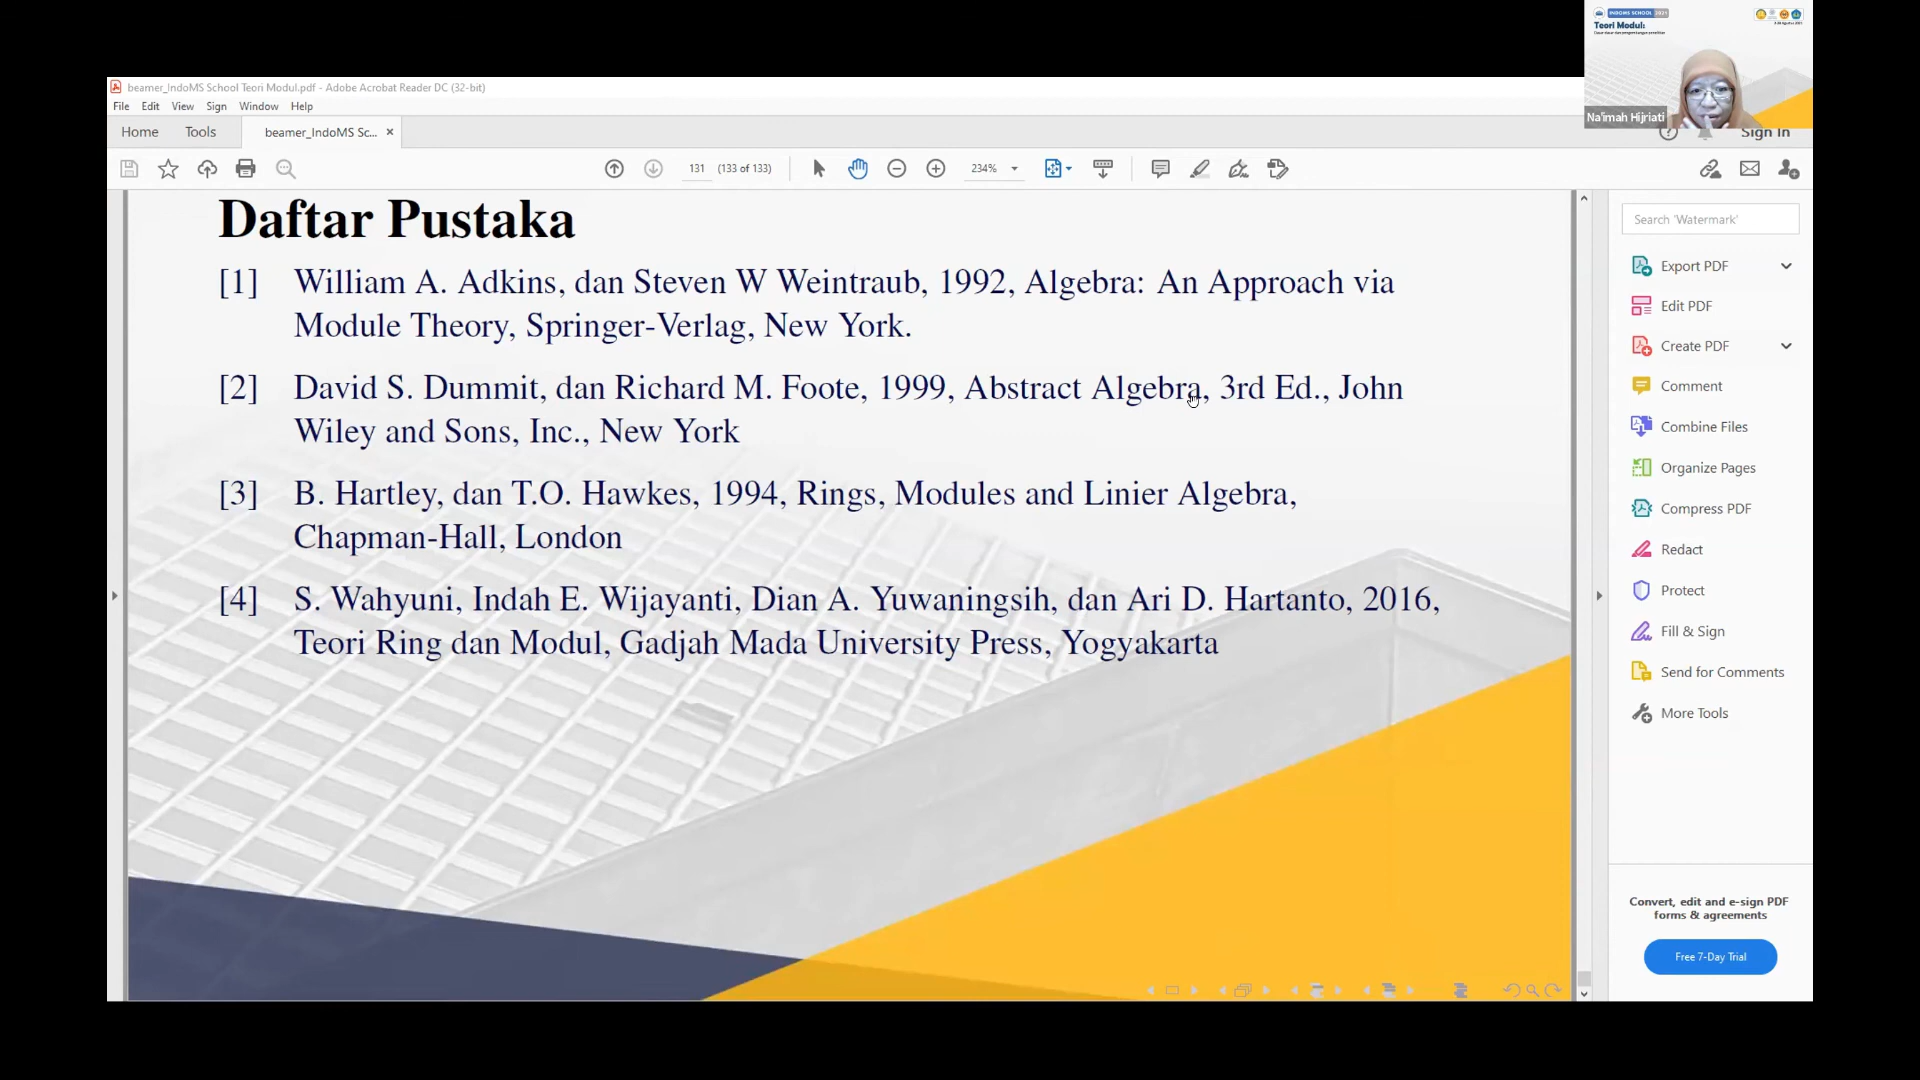 INDOMS SCHOOL 2021
Teori Modul:
beamer_IndoMS School Teori Modul.pdf - Adobe Acrobat Reader DC (32-bit)
File Edit View Sign Window Help
Na'imah Hijriati
Home Tools beamer_IndoMS Sc... × Sign In
131 (133 of 133) 234%
Daftar Pustaka
[1] William A. Adkins, dan Steven W Weintraub, 1992, Algebra: An Approach via
Module Theory, Springer-Verlag, New York.
[2] David S. Dummit, dan Richard M. Foote, 1999, Abstract Algebra, 3rd Ed., John
Wiley and Sons, Inc., New York
[3] B. Hartley, dan T.O. Hawkes, 1994, Rings, Modules and Linier Algebra,
Chapman-Hall, London
[4] S. Wahyuni, Indah E. Wijayanti, Dian A. Yuwaningsih, dan Ari D. Hartanto, 2016,
Teori Ring dan Modul, Gadjah Mada University Press, Yogyakarta
Search 'Watermark'
Export PDF
Edit PDF
Create PDF
Comment
Combine Files
Organize Pages
Compress PDF
Redact
Protect
Fill & Sign
Send for Comments
More Tools
Convert, edit and e-sign PDF
forms & agreements
Free 7-Day Trial